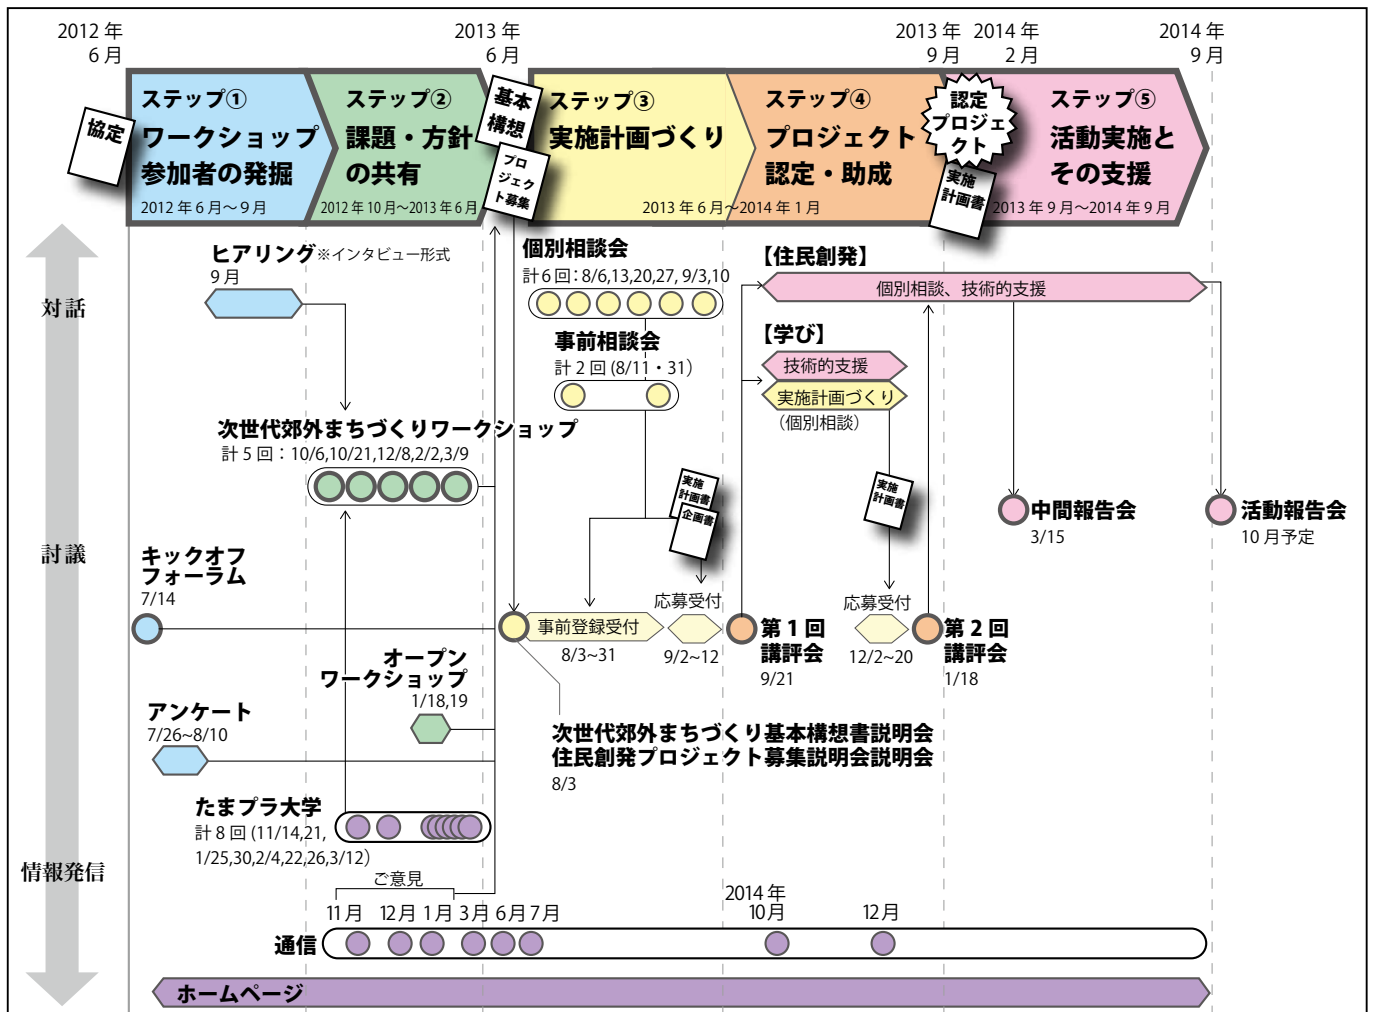 2012年
6月
2013年
6月
2013年
9月
2014年
2月
2014年
9月
協定
ステップ①
ワークショップ
参加者の発掘
2012年6月～9月
ステップ②
課題・方針
の共有
2012年10月～2013年6月
基本
構想
プロ
ジェク
ト募集
ステップ③
実施計画づくり
2013年6月～2014年1月
ステップ④
プロジェクト
認定・助成
認定
プロジェ
クト
実施
計画書
ステップ⑤
活動実施と
その支援
2013年9月～2014年9月
対話
討議
情報発信
ヒアリング※インタビュー形式
9月
個別相談会
計6回：8/6,13,20,27, 9/3,10
事前相談会
計2回(8/11・31）
【住民創発】
個別相談、技術的支援
【学び】
技術的支援
実施計画づくり
（個別相談）
次世代郊外まちづくりワークショップ
計5回：10/6,10/21,12/8,2/2,3/9
実施
計画書
企画書
実施
計画書
中間報告会
3/15
活動報告会
10月予定
キックオフ
フォーラム
7/14
事前登録受付
8/3~31
応募受付
9/2~12
第1回
講評会
9/21
応募受付
12/2~20
第2回
講評会
1/18
オープン
ワークショップ
1/18,19
アンケート
7/26~8/10
次世代郊外まちづくり基本構想書説明会
住民創発プロジェクト募集説明会説明会
8/3
たまプラ大学
計8回(11/14,21,
1/25,30,2/4,22,26,3/12）
ご意見
11月 12月 1月 3月 6月 7月
2014年
10月 12月
通信
ホームページ